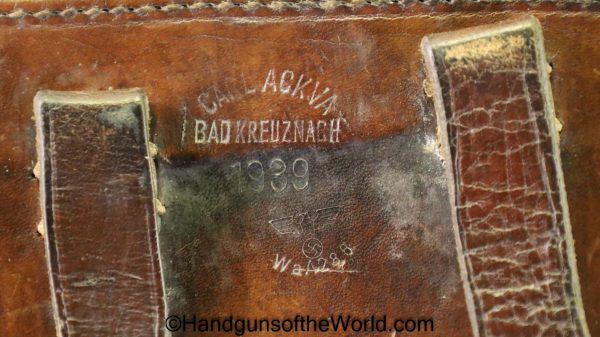 CARL ACKVA
BAD KREUZNACH
1939
©HandgunsoftheWorld.com